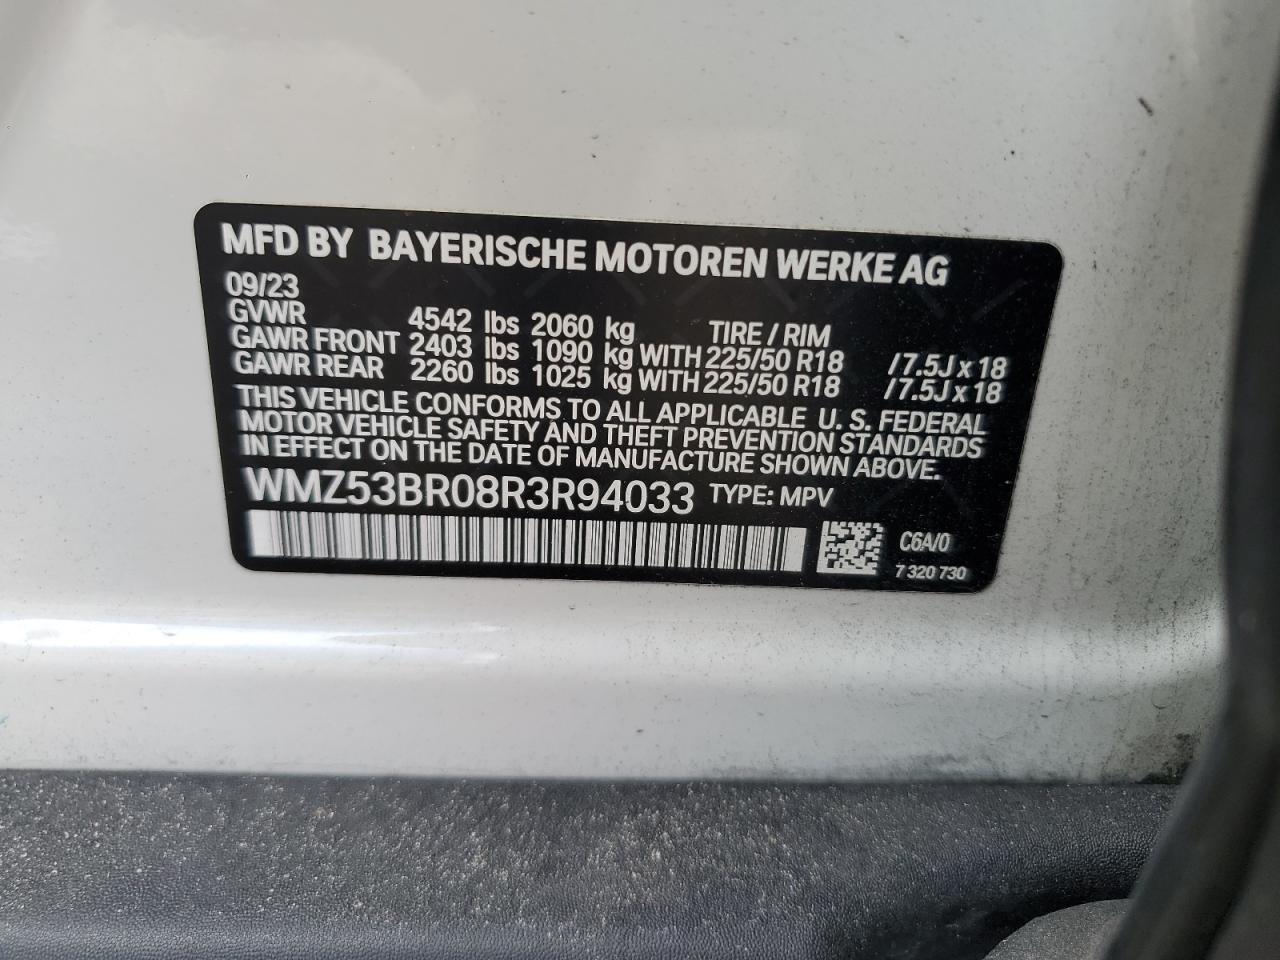 MFD BY BAYERISCHE MOTOREN WERKE AG
09/23
GVWR 4542 lbs 2060 kg TIRE / RIM
GAWR FRONT 2403 lbs 1090 kg WITH 225/50 R18 /7.5J x 18
GAWR REAR 2260 lbs 1025 kg WITH 225/50 R18 /7.5J x 18
THIS VEHICLE CONFORMS TO ALL APPLICABLE U. S. FEDERAL
MOTOR VEHICLE SAFETY AND THEFT PREVENTION STANDARDS
IN EFFECT ON THE DATE OF MANUFACTURE SHOWN ABOVE.
WMZ53BR08R3R94033 TYPE: MPV
C6A/0
7 320 730